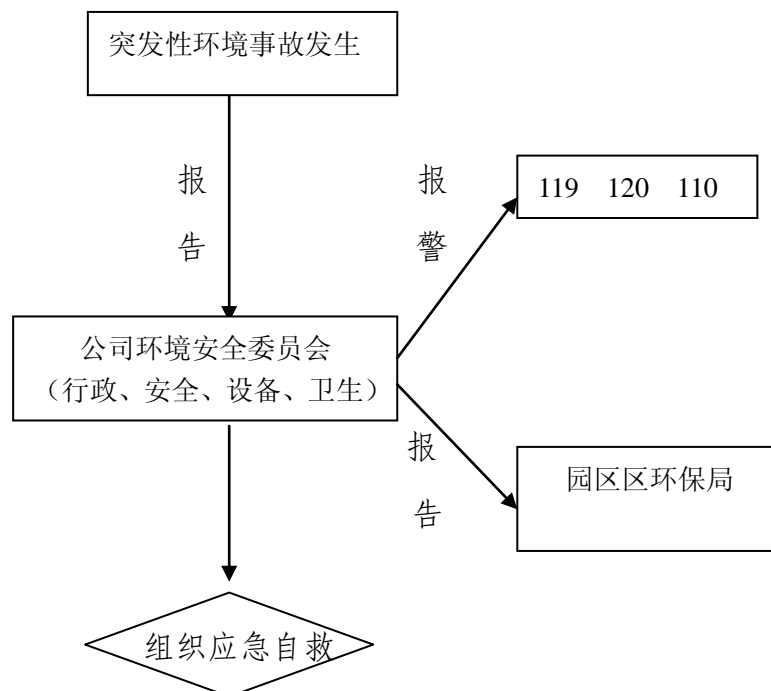 突发性环境事故发生
报
告
报
警
119 120 110
公司环境安全委员会
（行政、安全、设备、卫生）
报
告
园区区环保局
组织应急自救